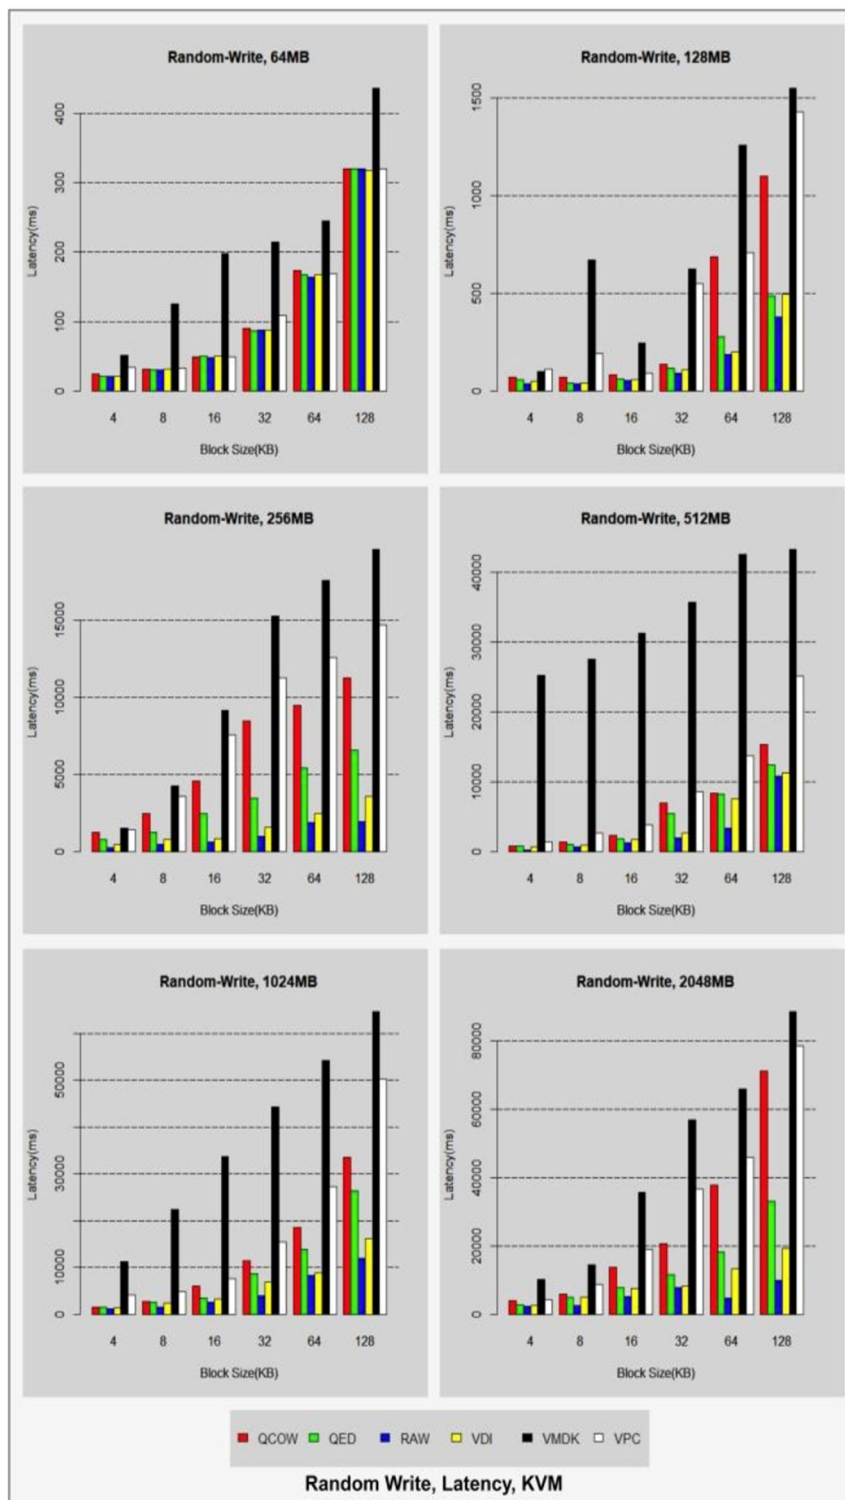 Random-Write, 64MB
Latency(ms)
400
300
200
100
0
4 8 16 32 64 128
Block Size(KB)
Random-Write, 128MB
Latency(ms)
1500
1000
500
0
4 8 16 32 64 128
Block Size(KB)
Random-Write, 256MB
Latency(ms)
15000
10000
5000
0
4 8 16 32 64 128
Block Size(KB)
Random-Write, 512MB
Latency(ms)
40000
30000
20000
10000
0
4 8 16 32 64 128
Block Size(KB)
Random-Write, 1024MB
Latency(ms)
50000
30000
10000
0
4 8 16 32 64 128
Block Size(KB)
Random-Write, 2048MB
Latency(ms)
80000
60000
40000
20000
0
4 8 16 32 64 128
Block Size(KB)
QCOW QED RAW VDI VMDK VPC
Random Write, Latency, KVM